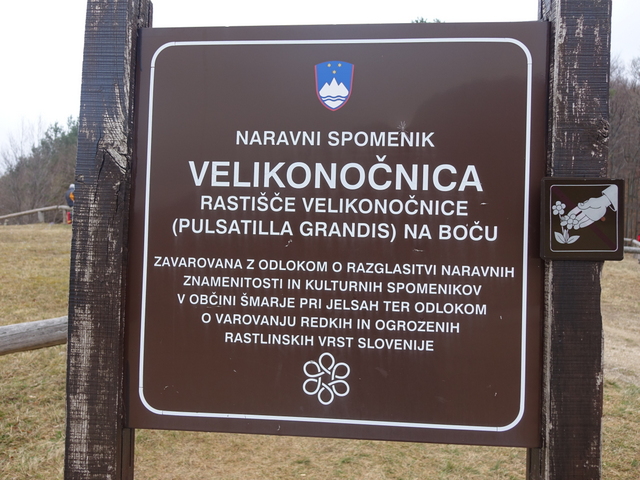 NARAVNI SPOMENIK
VELIKONOČNICA
RASTIŠČE VELIKONOČNICE
(PULSATILLA GRANDIS) NA BOČU
ZAVAROVANA Z ODLOKOM O RAZGLASITVI NARAVNIH
ZNAMENITOSTI IN KULTURNIH SPOMENIKOV
V OBČINI ŠMARJE PRI JELSAH TER ODLOKOM
O VAROVANJU REDKIH IN OGROZENIH
RASTLINSKIH VRST SLOVENIJE